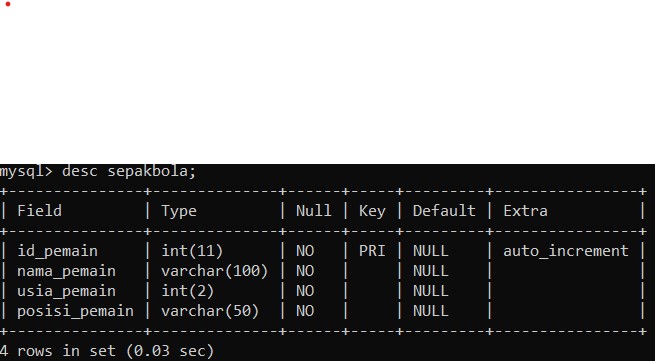 mysql> desc sepakbola;
+---------------+--------------+------+-----+---------+----------------+
| Field         | Type         | Null | Key | Default | Extra          |
+---------------+--------------+------+-----+---------+----------------+
| id_pemain     | int(11)      | NO   | PRI | NULL    | auto_increment |
| nama_pemain   | varchar(100) | NO   |     | NULL    |                |
| usia_pemain   | int(2)       | NO   |     | NULL    |                |
| posisi_pemain | varchar(50)  | NO   |     | NULL    |                |
+---------------+--------------+------+-----+---------+----------------+
4 rows in set (0.03 sec)